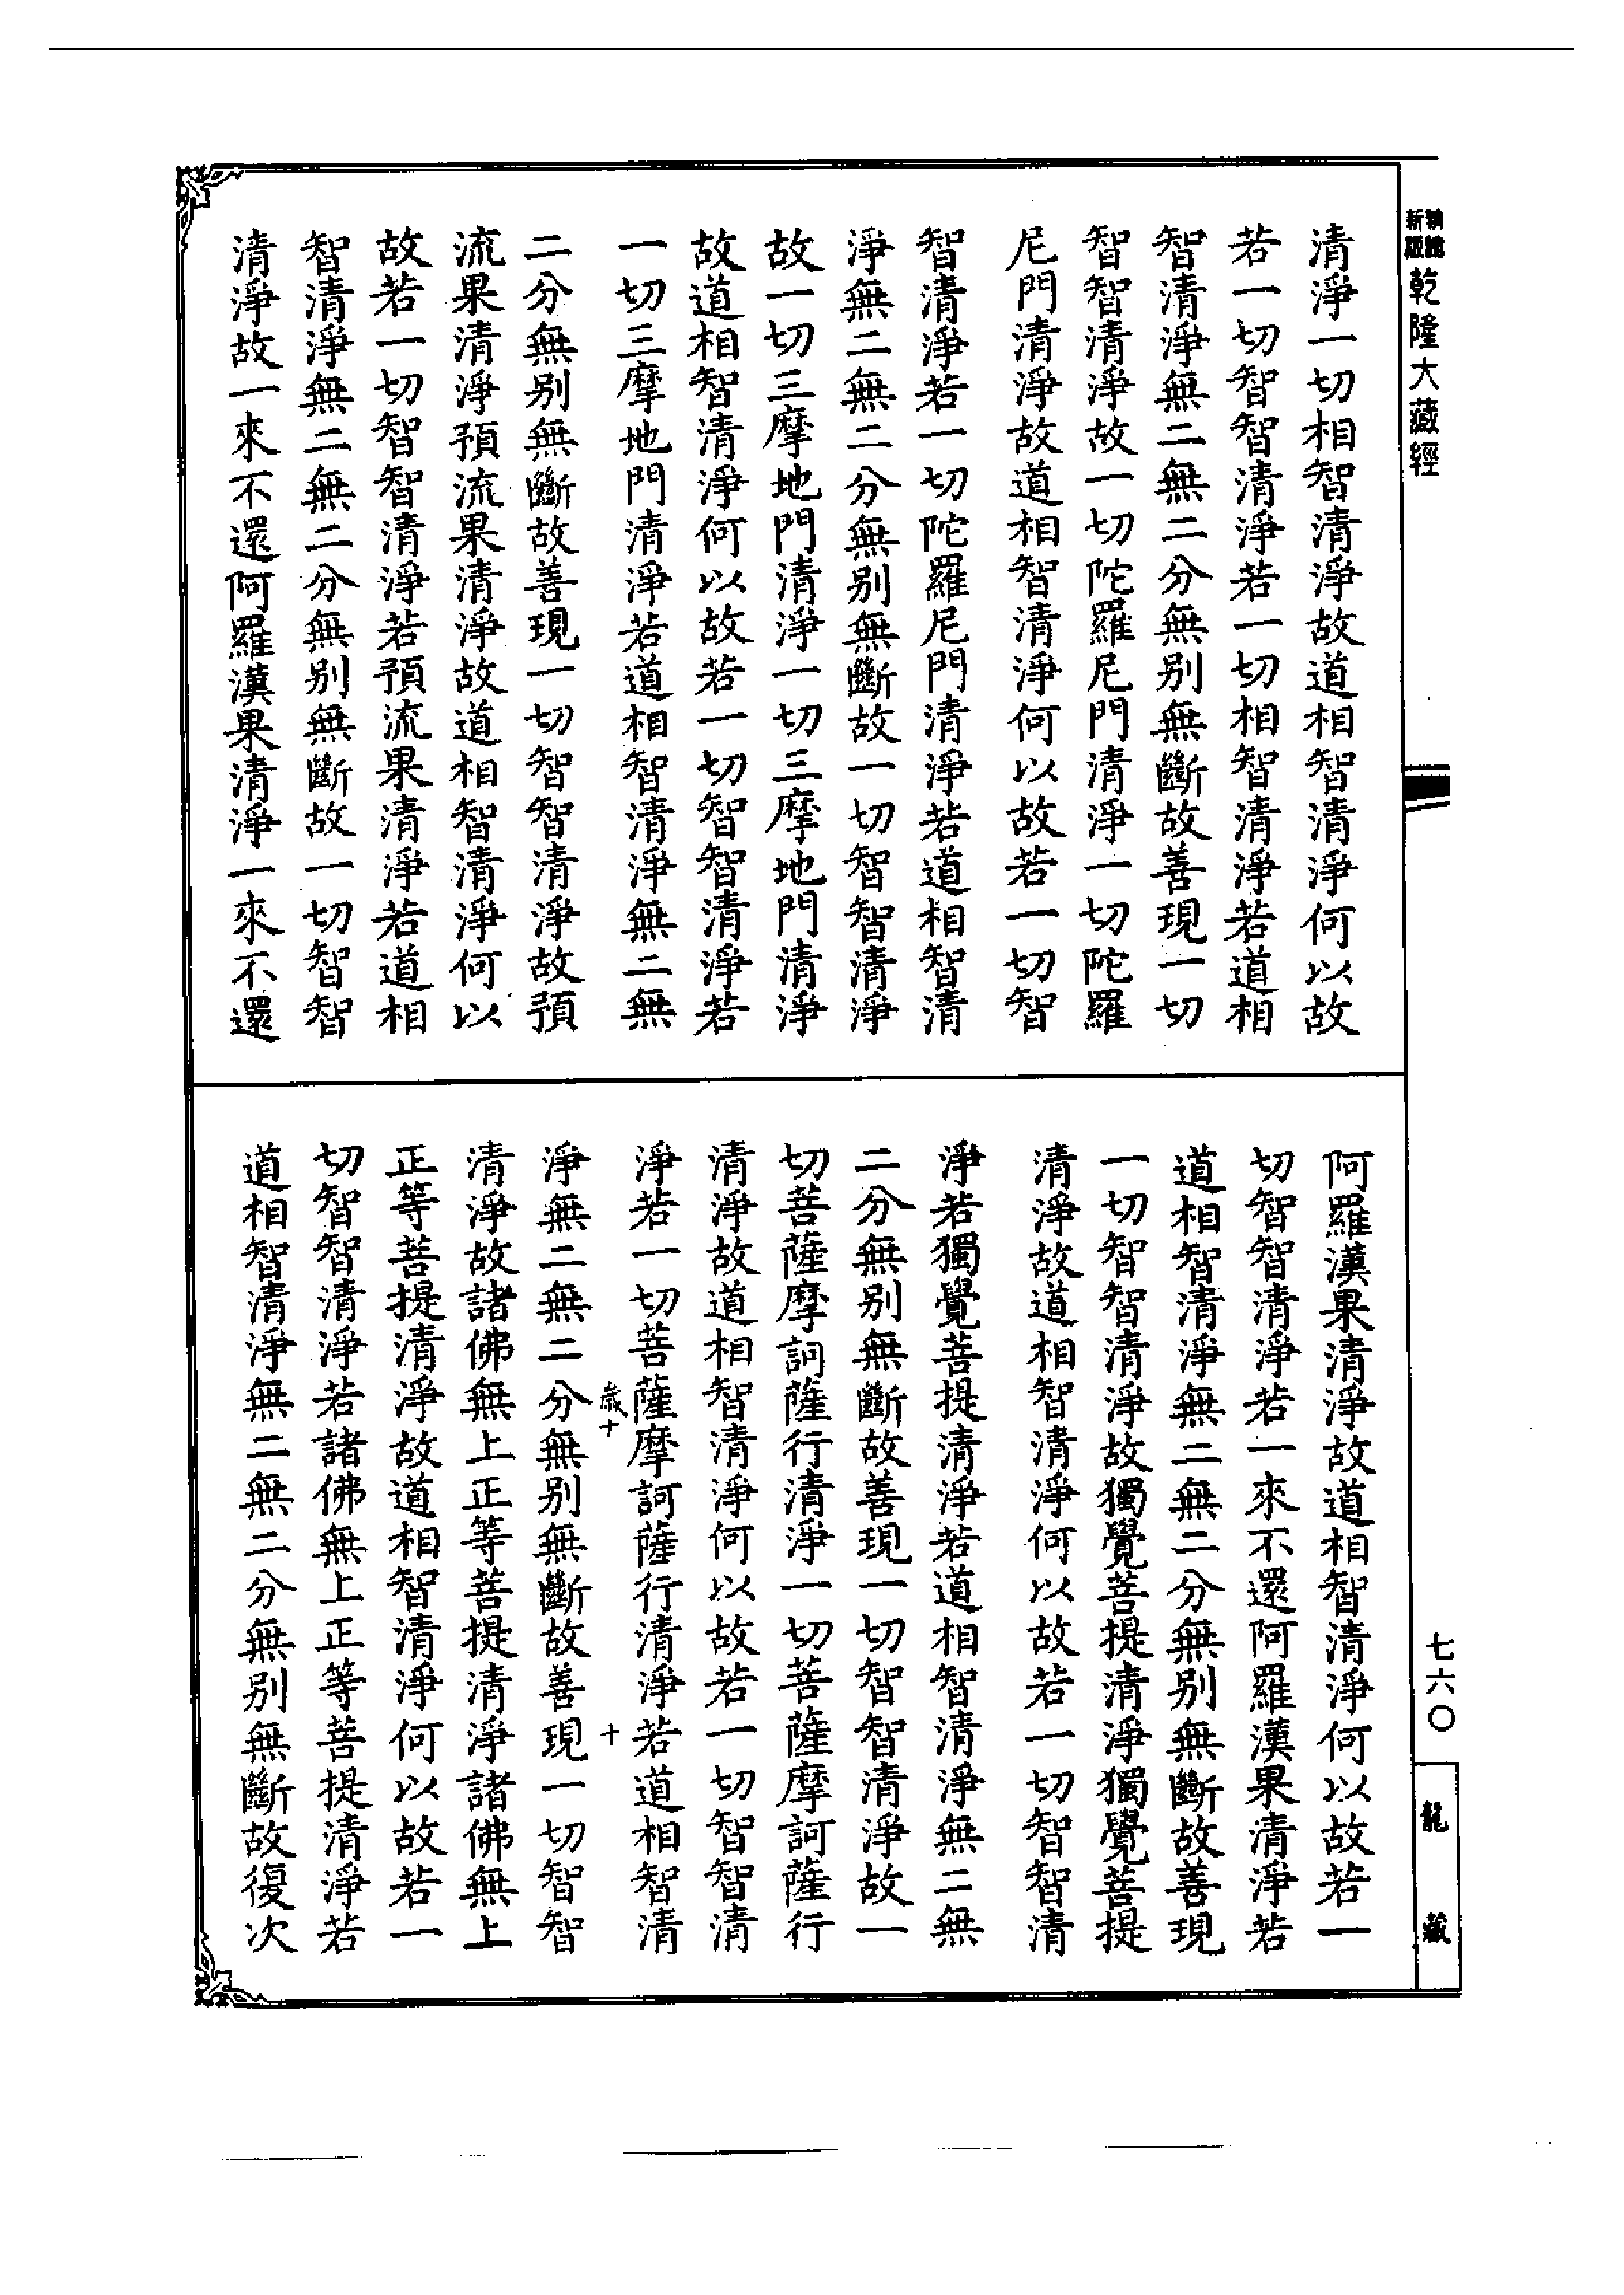 新編縮版
乾隆大藏經
清淨一切相智清淨故道相智清淨何以故
若一切智智清淨若一切相智清淨若道相
智清淨無二無二分無別無斷故善現一切
智智清淨故一切陀羅尼門清淨一切陀羅
尼門清淨故道相智清淨何以故若一切智
智清淨若一切陀羅尼門清淨若道相智清
淨無二無二分無別無斷故一切智智清淨
故一切三摩地門清淨一切三摩地門清淨
故道相智清淨何以故若一切智智清淨若
一切三摩地門清淨若道相智清淨無二無
二分無別無斷故善現一切智智清淨故預
流果清淨預流果清淨故道相智清淨何以
故若一切智智清淨若預流果清淨若道相
智清淨無二無二分無別無斷故一切智智
清淨故一來不還阿羅漢果清淨一來不還
阿羅漢果清淨故道相智清淨何以故若一
切智智清淨若一來不還阿羅漢果清淨若
道相智清淨無二無二分無別無斷故善現
一切智智清淨故獨覺菩提清淨獨覺菩提
清淨故道相智清淨何以故若一切智智清
淨若獨覺菩提清淨若道相智清淨無二無
二分無別無斷故善現一切智智清淨故一
切菩薩摩訶薩行清淨一切菩薩摩訶薩行
清淨故道相智清淨何以故若一切智智清
淨若一切菩薩摩訶薩行清淨若道相智清
歲十
十
淨無二無二分無別無斷故善現一切智智
清淨故諸佛無上正等菩提清淨諸佛無上
正等菩提清淨故道相智清淨何以故若一
切智智清淨若諸佛無上正等菩提清淨若
道相智清淨無二無二分無別無斷故復次
七六〇
龍藏